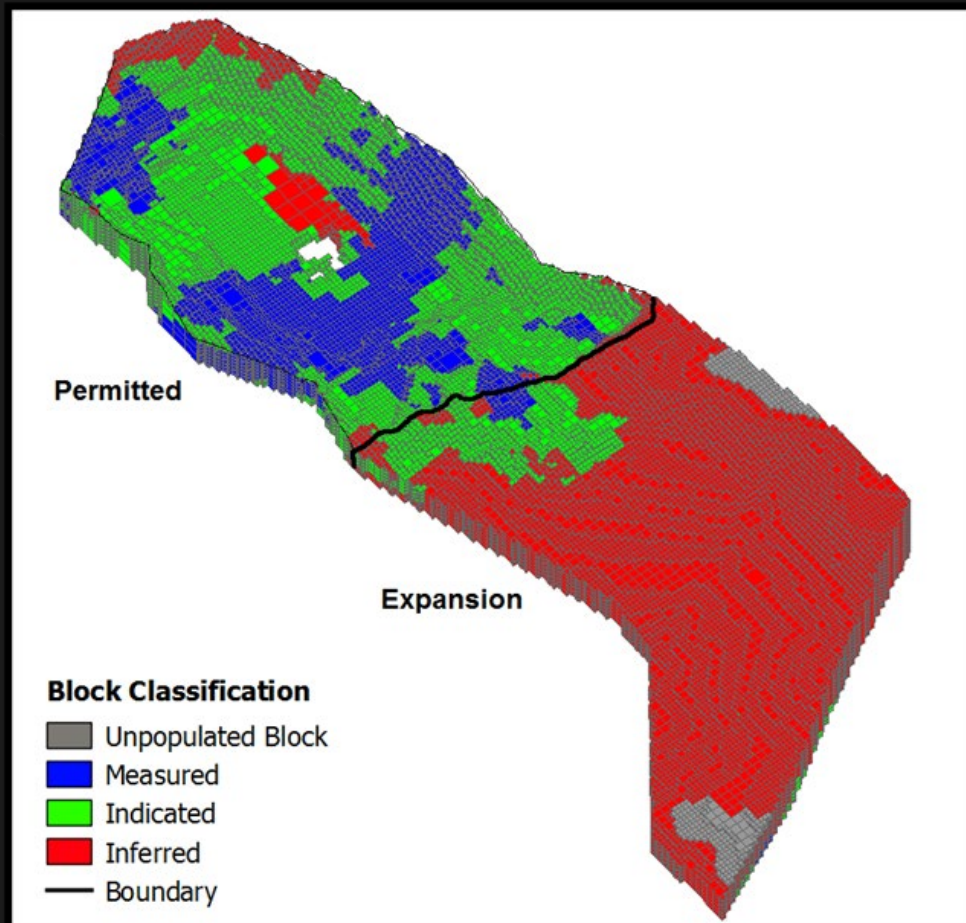 Permitted
Expansion
Block Classification
Unpopulated Block
Measured
Indicated
Inferred
Boundary